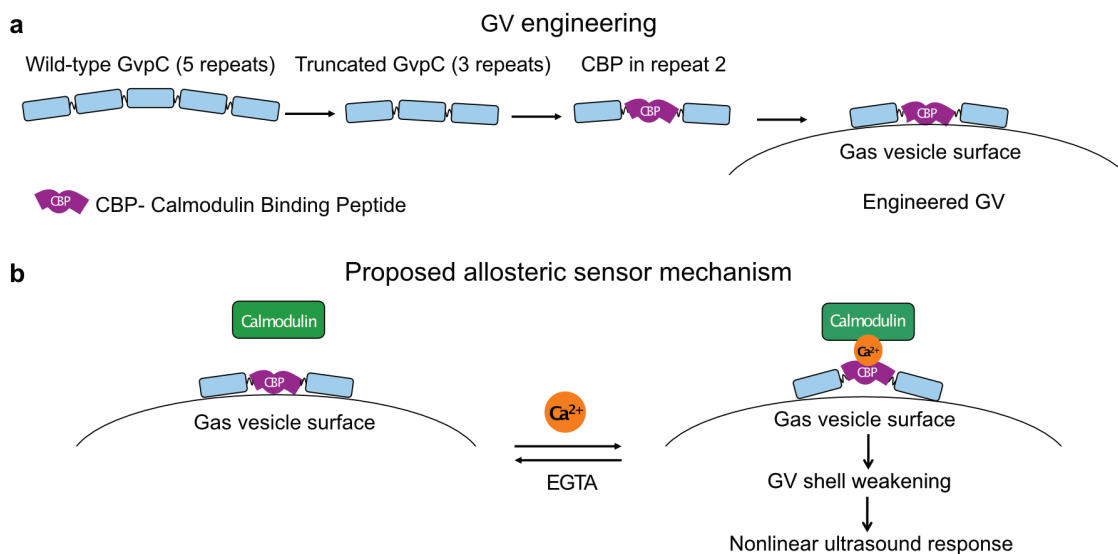 a
GV engineering
Wild-type GvpC (5 repeats)
Truncated GvpC (3 repeats)
CBP in repeat 2
CBP
CBP
Gas vesicle surface
CBP
CBP- Calmodulin Binding Peptide
Engineered GV
b
Proposed allosteric sensor mechanism
Calmodulin
Calmodulin
Ca²⁺
CBP
CBP
Gas vesicle surface
Ca²⁺
Gas vesicle surface
EGTA
GV shell weakening
Nonlinear ultrasound response